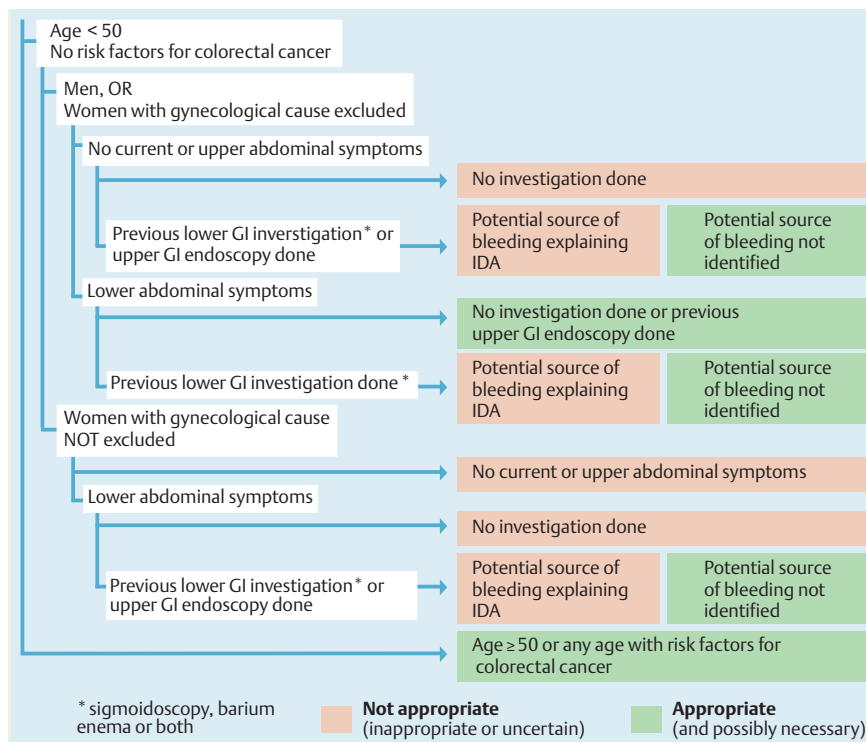 Age < 50
No risk factors for colorectal cancer
Men, OR
Women with gynecological cause excluded
No current or upper abdominal symptoms
No investigation done
Previous lower GI inverstigation * or
upper GI endoscopy done
Potential source of
bleeding explaining
IDA
Potential source
of bleeding not
identified
Lower abdominal symptoms
No investigation done or previous
upper GI endoscopy done
Previous lower GI investigation done *
Potential source of
bleeding explaining
IDA
Potential source
of bleeding not
identified
Women with gynecological cause
NOT excluded
No current or upper abdominal symptoms
Lower abdominal symptoms
No investigation done
Previous lower GI investigation * or
upper GI endoscopy done
Potential source of
bleeding explaining
IDA
Potential source
of bleeding not
identified
Age ≥ 50 or any age with risk factors for
colorectal cancer
* sigmoidoscopy, barium
enema or both
Not appropriate
(inappropriate or uncertain)
Appropriate
(and possibly necessary)